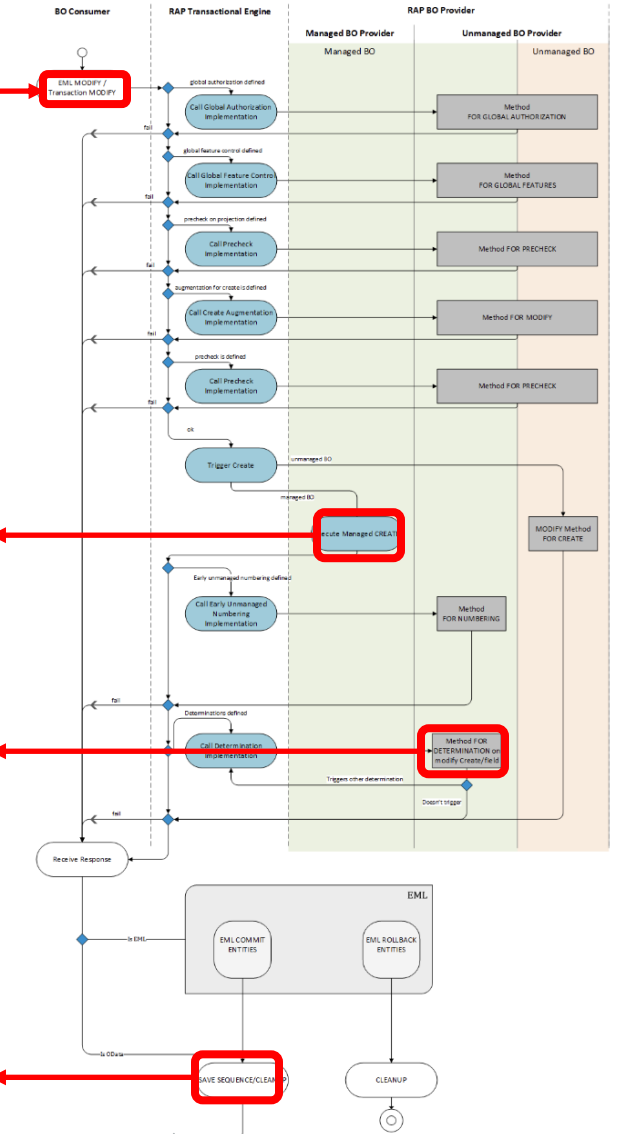 BO Consumer
RAP Transactional Engine
RAP BO Provider
Managed BO Provider
Unmanaged BO Provider
Managed BO
Unmanaged BO
EML MODIFY /
Transaction MODIFY
global authorization defined
Call Global Authorization
Implementation
Method
FOR GLOBAL AUTHORIZATION
fail
global feature control defined
Call Global Feature Control
Implementation
Method
FOR GLOBAL FEATURES
fail
precheck on projection defined
Call Precheck
Implementation
Method FOR PRECHECK
fail
augmentation for create is defined
Call Create Augmentation
Implementation
Method FOR MODIFY
fail
precheck is defined
Call Precheck
Implementation
Method FOR PRECHECK
fail
ok
Trigger Create
unmanaged BO
managed BO
ecute Managed CREAT
MODIFY Method
FOR CREATE
Early unmanaged numbering defined
Call Early Unmanaged
Numbering
Implementation
Method
FOR NUMBERING
fail
Determinations defined
Call Determination
Implementation
Method FOR
DETERMINATION on
modify Create/field
Triggers other determination
Doesn't trigger
fail
Receive Response
EML
Is EML
EML COMMIT
ENTITIES
EML ROLLBACK
ENTITIES
Is OData
SAVE SEQUENCE/CLEAN P
CLEANUP